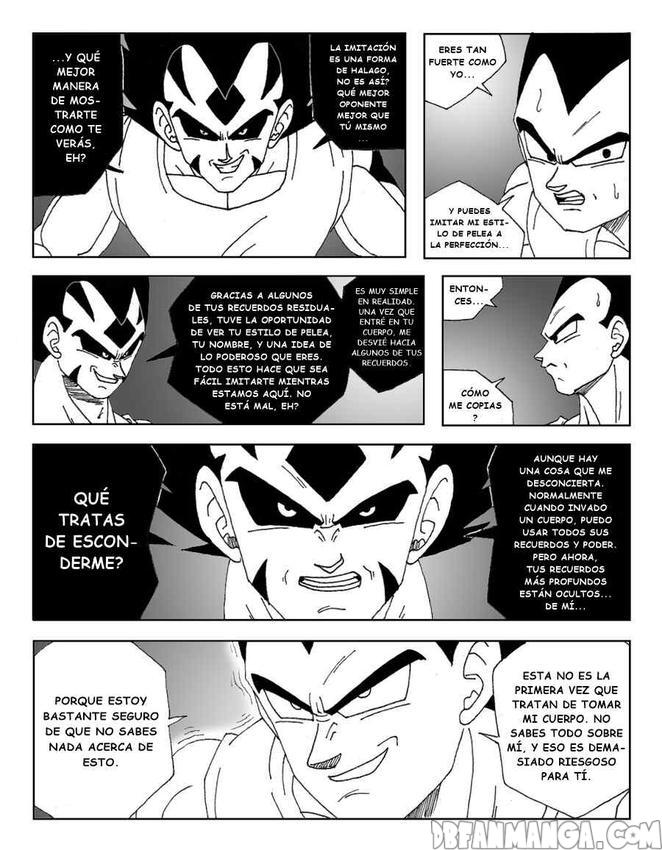 ERES TAN
FUERTE COMO
YO...
Y PUEDES
IMITAR MI ESTI-
LO DE PELEA A
LA PERFECCIÓN...
LA IMITACIÓN
ES UNA FORMA
DE HALAGO,
NO ES ASÍ?
QUÉ MEJOR
OPONENTE
MEJOR QUE
TÚ MISMO
...
...Y QUÉ
MEJOR
MANERA
DE MOS-
TRARTE
COMO TE
VERÁS,
EH?
ENTON-
CES...
CÓMO
ME COPIAS
?
ES MUY SIMPLE
EN REALIDAD.
UNA VEZ QUE
ENTRÉ EN TU
CUERPO, ME
DESVIÉ HACIA
ALGUNOS DE TUS
RECUERDOS.
GRACIAS A ALGUNOS
DE TUS RECUERDOS RESIDUA-
LES, TUVE LA OPORTUNIDAD
DE VER TU ESTILO DE PELEA,
TU NOMBRE, Y UNA IDEA DE
LO PODEROSO QUE ERES.
TODO ESTO HACE QUE SEA
FÁCIL IMITARTE MIENTRAS
ESTAMOS AQUÍ. NO
ESTÁ MAL, EH?
AUNQUE HAY
UNA COSA QUE ME
DESCONCIERTA.
NORMALMENTE
CUANDO INVADO
UN CUERPO, PUEDO
USAR TODOS SUS
RECUERDOS Y PODER.
PERO AHORA,
TUS RECUERDOS
MÁS PROFUNDOS
ESTÁN OCULTOS...
DE MÍ...
QUÉ
TRATAS
DE ESCON-
DERME?
ESTA NO ES LA
PRIMERA VEZ QUE
TRATAN DE TOMAR
MI CUERPO. NO
SABES TODO SOBRE
MÍ, Y ESO ES DEMA-
SIADO RIESGOSO
PARA TÍ.
PORQUE ESTOY
BASTANTE SEGURO
DE QUE NO SABES
NADA ACERCA DE
ESTO.
DBFANMANGA.COM